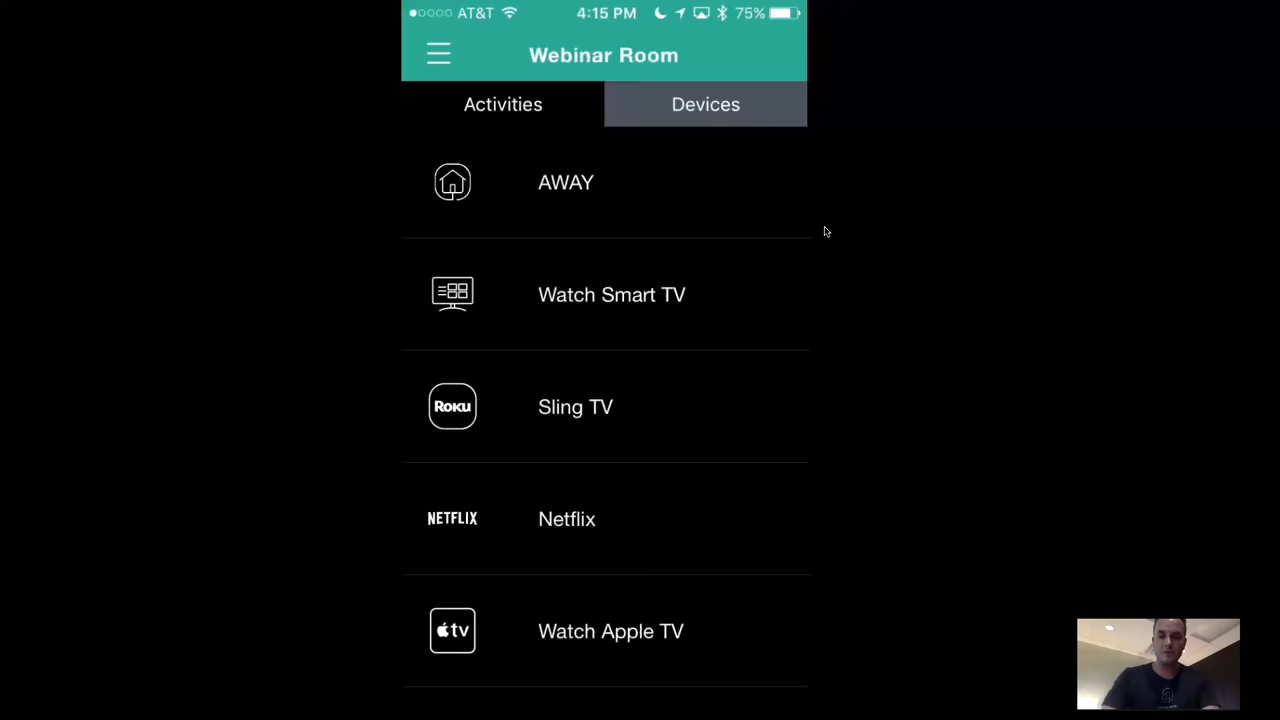 AT&T 4:15 PM 75%
Webinar Room
Activities Devices
AWAY
Watch Smart TV
Roku Sling TV
NETFLIX Netflix
tv Watch Apple TV